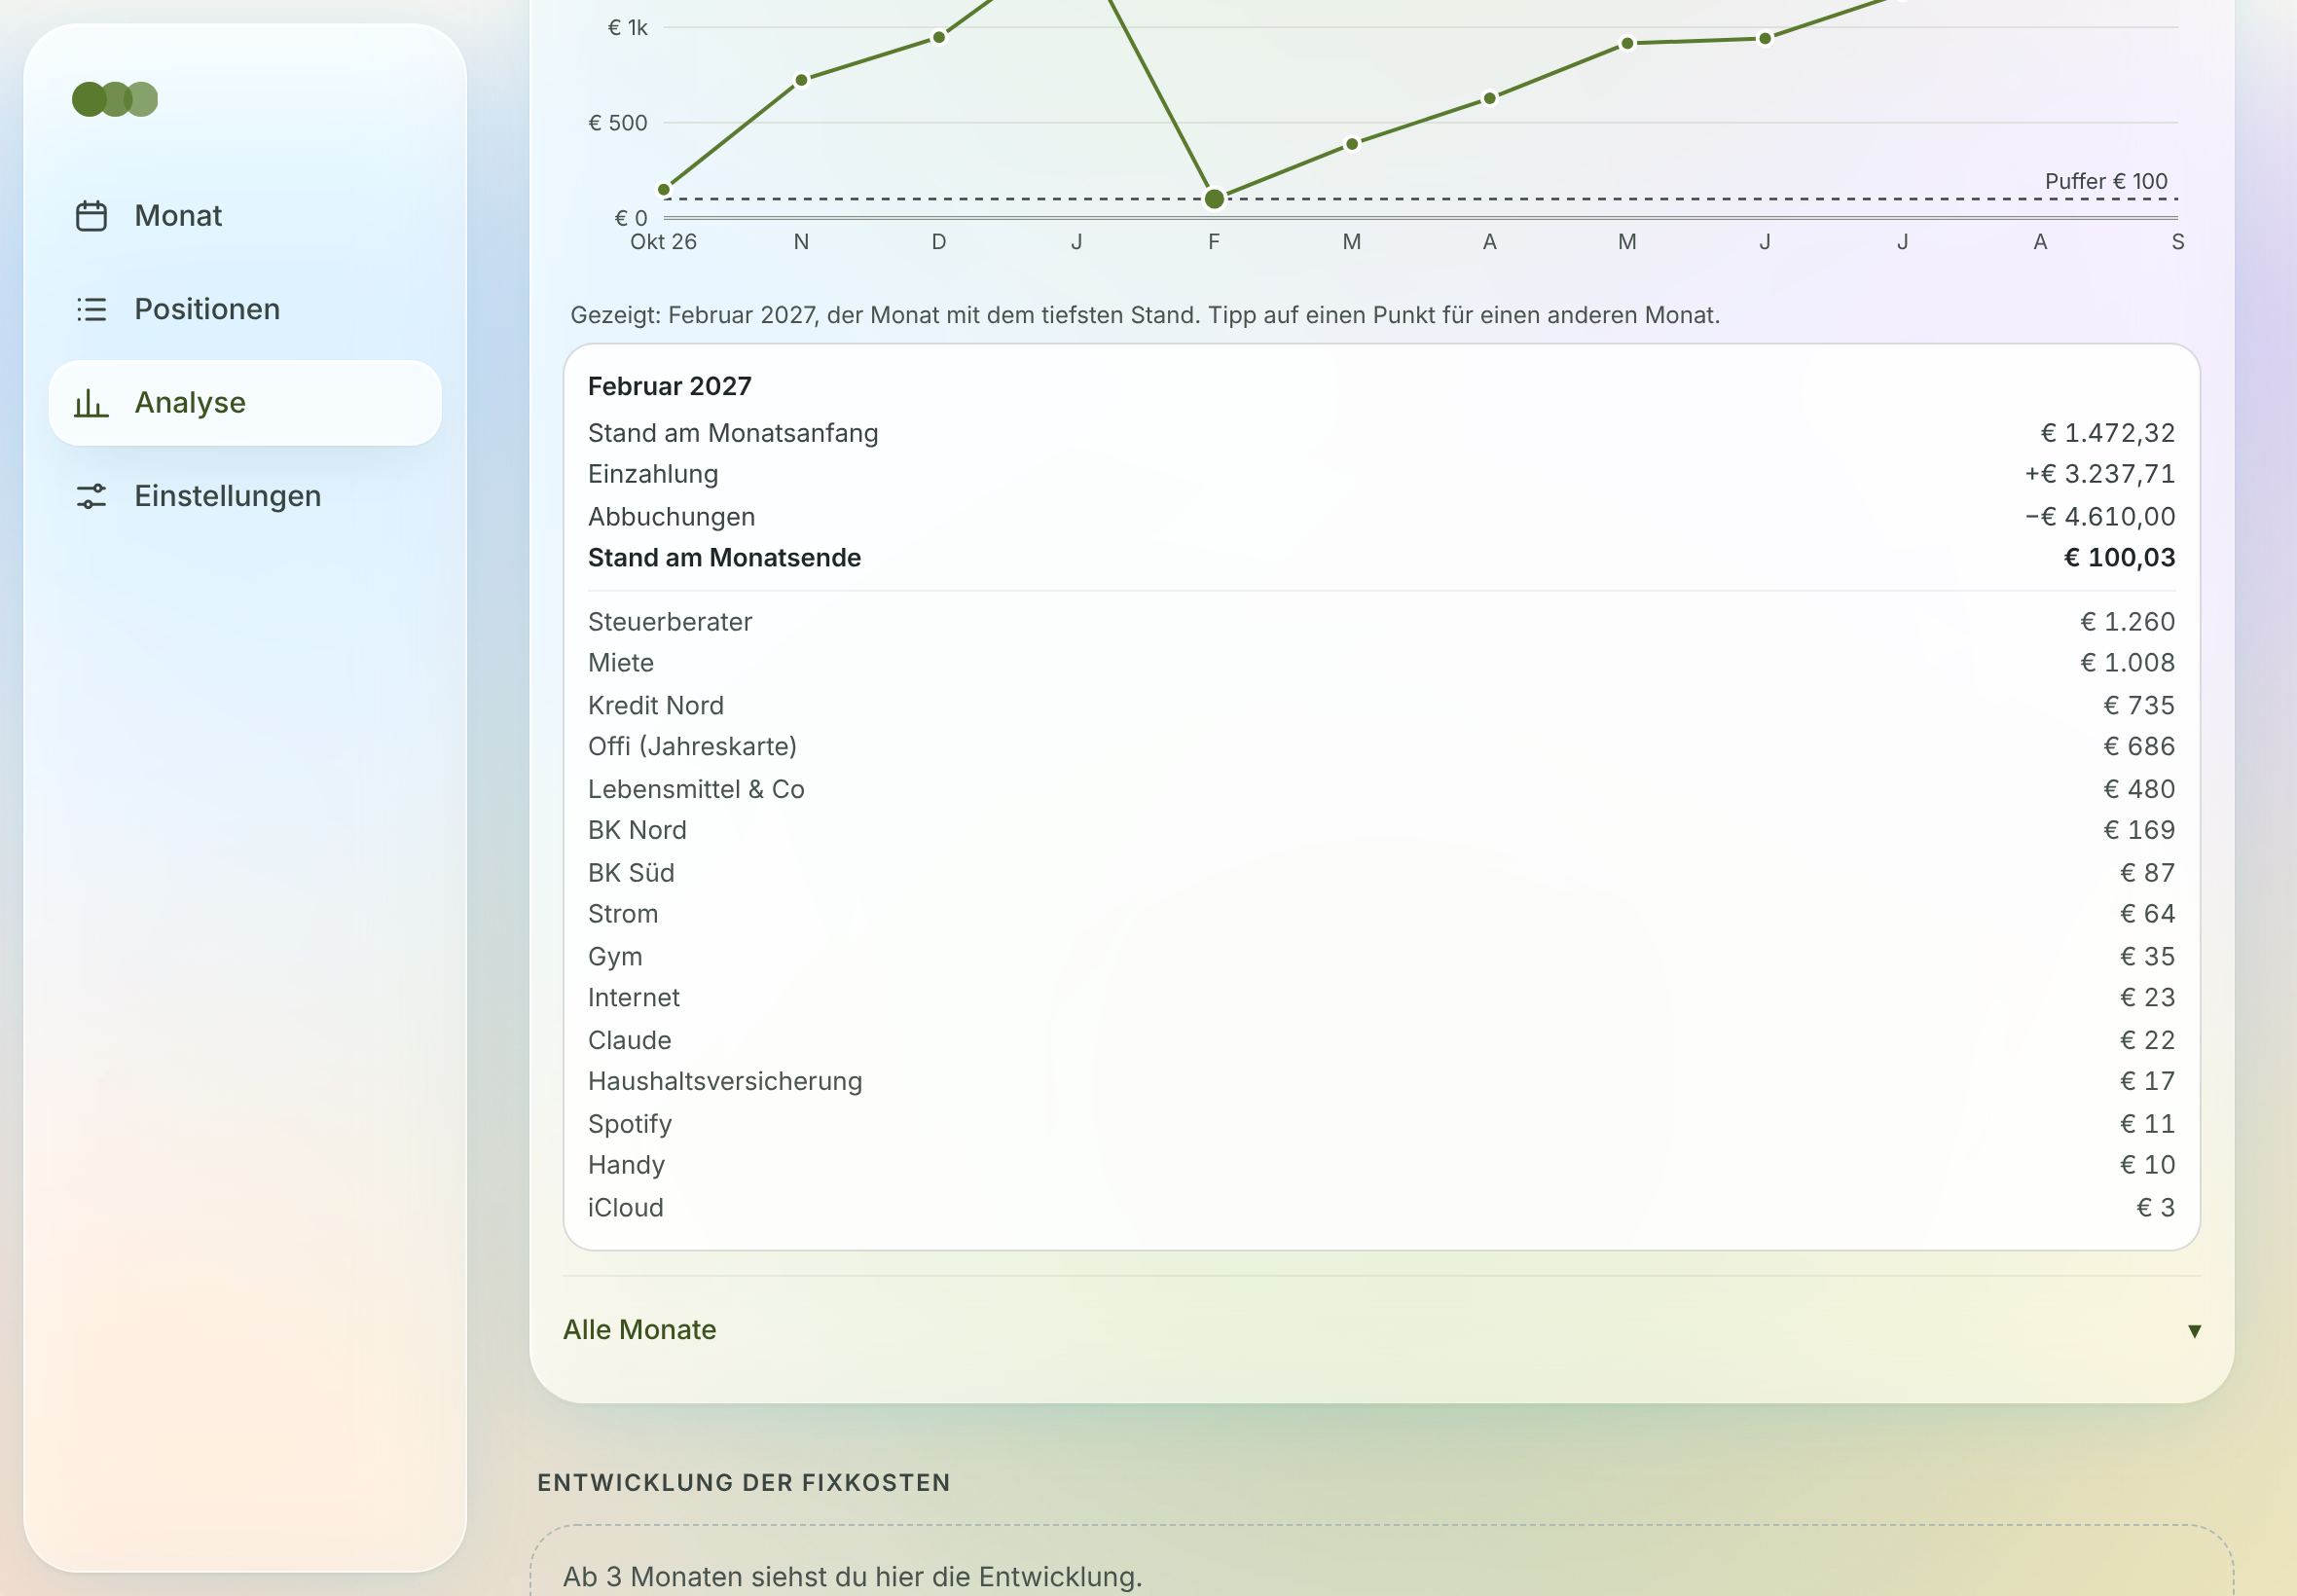 Monat
Positionen
Analyse
Einstellungen
€ 1k
€ 500
Puffer € 100
€ 0
Okt 26 N D J F M A M J J A S
Gezeigt: Februar 2027, der Monat mit dem tiefsten Stand. Tipp auf einen Punkt für einen anderen Monat.
Februar 2027
Stand am Monatsanfang € 1.472,32
Einzahlung +€ 3.237,71
Abbuchungen −€ 4.610,00
Stand am Monatsende € 100,03
Steuerberater € 1.260
Miete € 1.008
Kredit Nord € 735
Offi (Jahreskarte) € 686
Lebensmittel & Co € 480
BK Nord € 169
BK Süd € 87
Strom € 64
Gym € 35
Internet € 23
Claude € 22
Haushaltsversicherung € 17
Spotify € 11
Handy € 10
iCloud € 3
Alle Monate ▼
ENTWICKLUNG DER FIXKOSTEN
Ab 3 Monaten siehst du hier die Entwicklung.